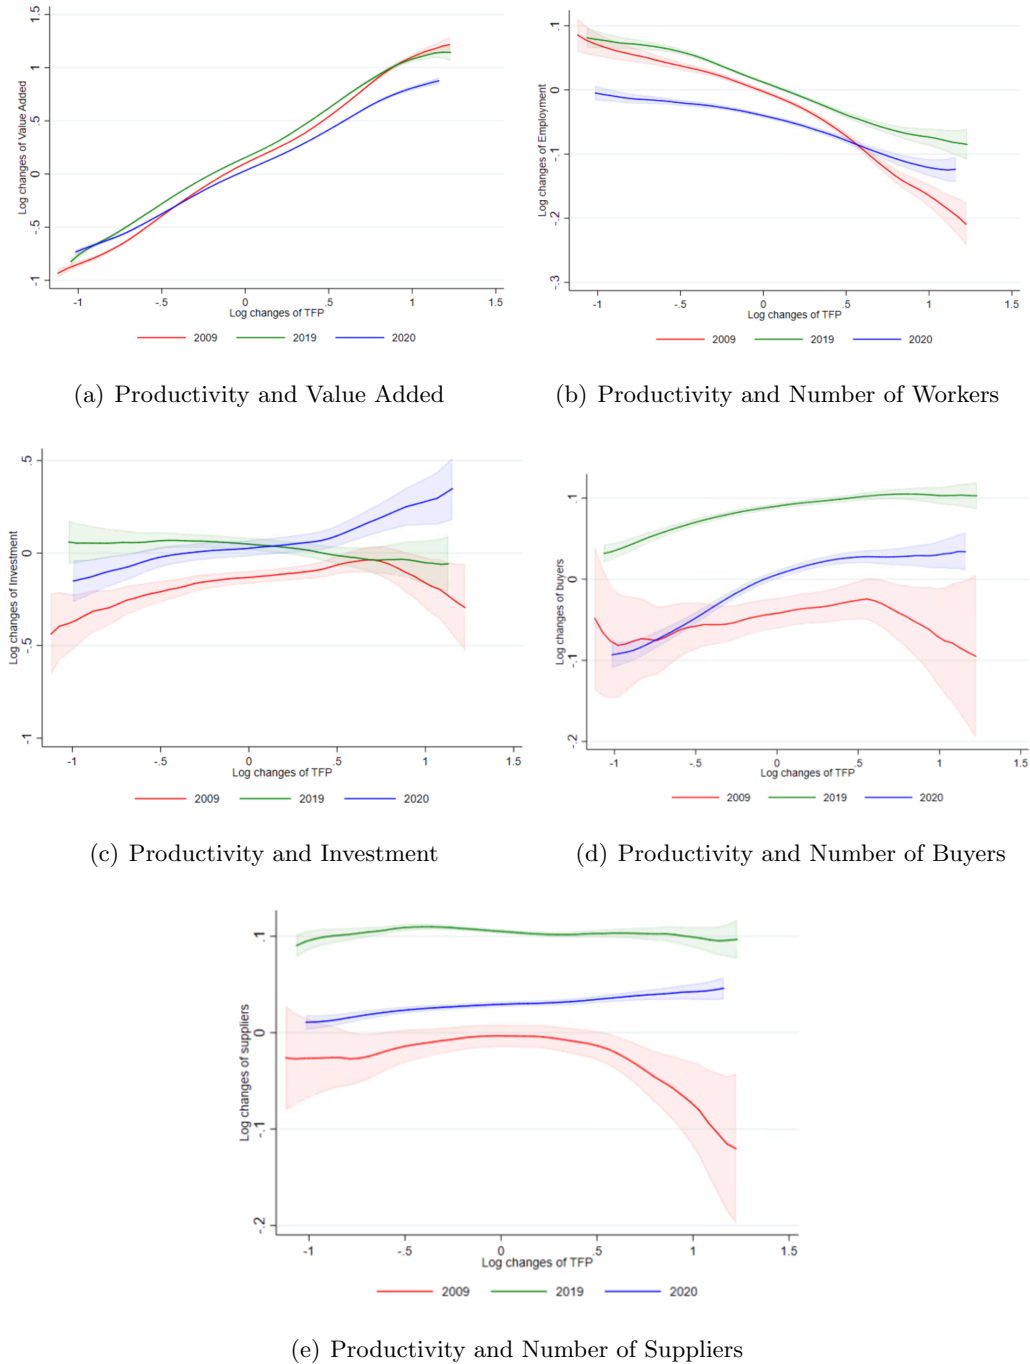 Log changes of Value Added
1.5
1
.5
0
-.5
-1
-1 -.5 0 .5 1 1.5
Log changes of TFP
2009 2019 2020
(a) Productivity and Value Added
Log changes of Employment
.1
0
-.1
-.2
-.3
-1 -.5 0 .5 1 1.5
Log changes of TFP
2009 2019 2020
(b) Productivity and Number of Workers
Log changes of Investment
.5
0
-.5
-1
-1 -.5 0 .5 1 1.5
Log changes of TFP
2009 2019 2020
(c) Productivity and Investment
Log changes of buyers
.1
0
-.1
-.2
-1 -.5 0 .5 1 1.5
Log changes of TFP
2009 2019 2020
(d) Productivity and Number of Buyers
Log changes of suppliers
.1
0
-.1
-.2
-1 -.5 0 .5 1 1.5
Log changes of TFP
2009 2019 2020
(e) Productivity and Number of Suppliers